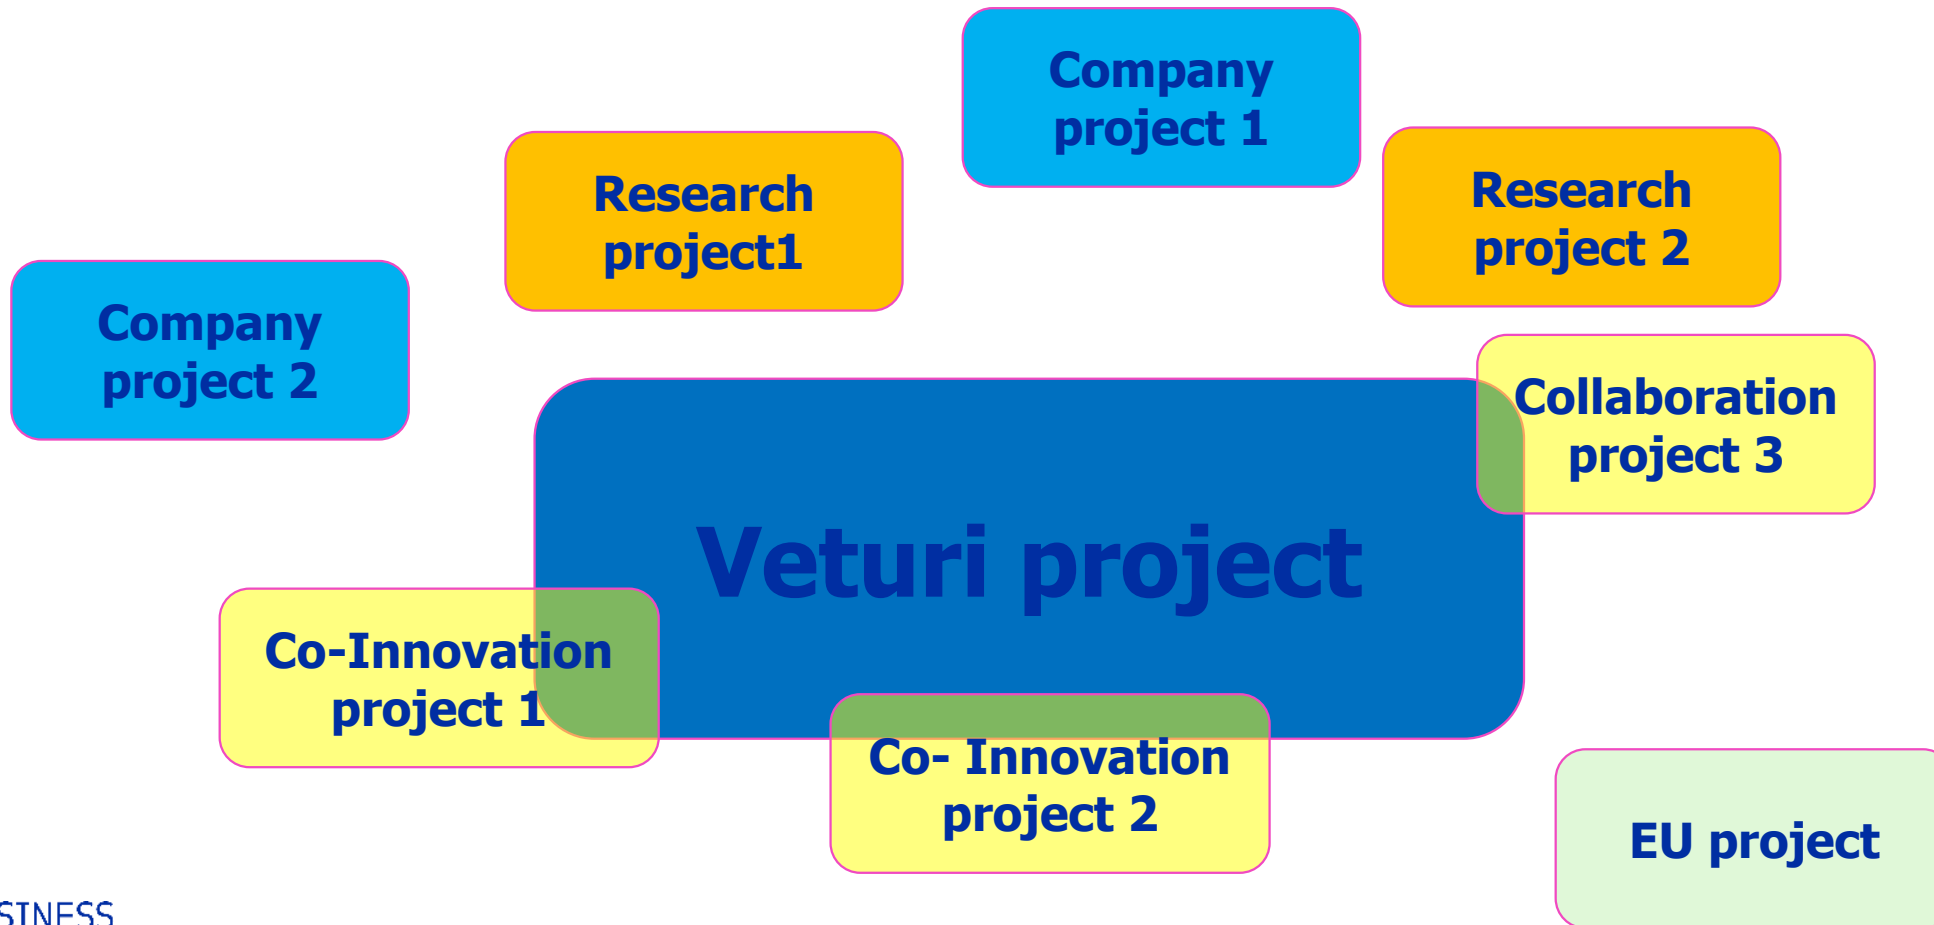 Company
project 1
Research
project1
Research
project 2
Company
project 2
Collaboration
project 3
Veturi project
Co-Innovation
project 1
Co- Innovation
project 2
EU project